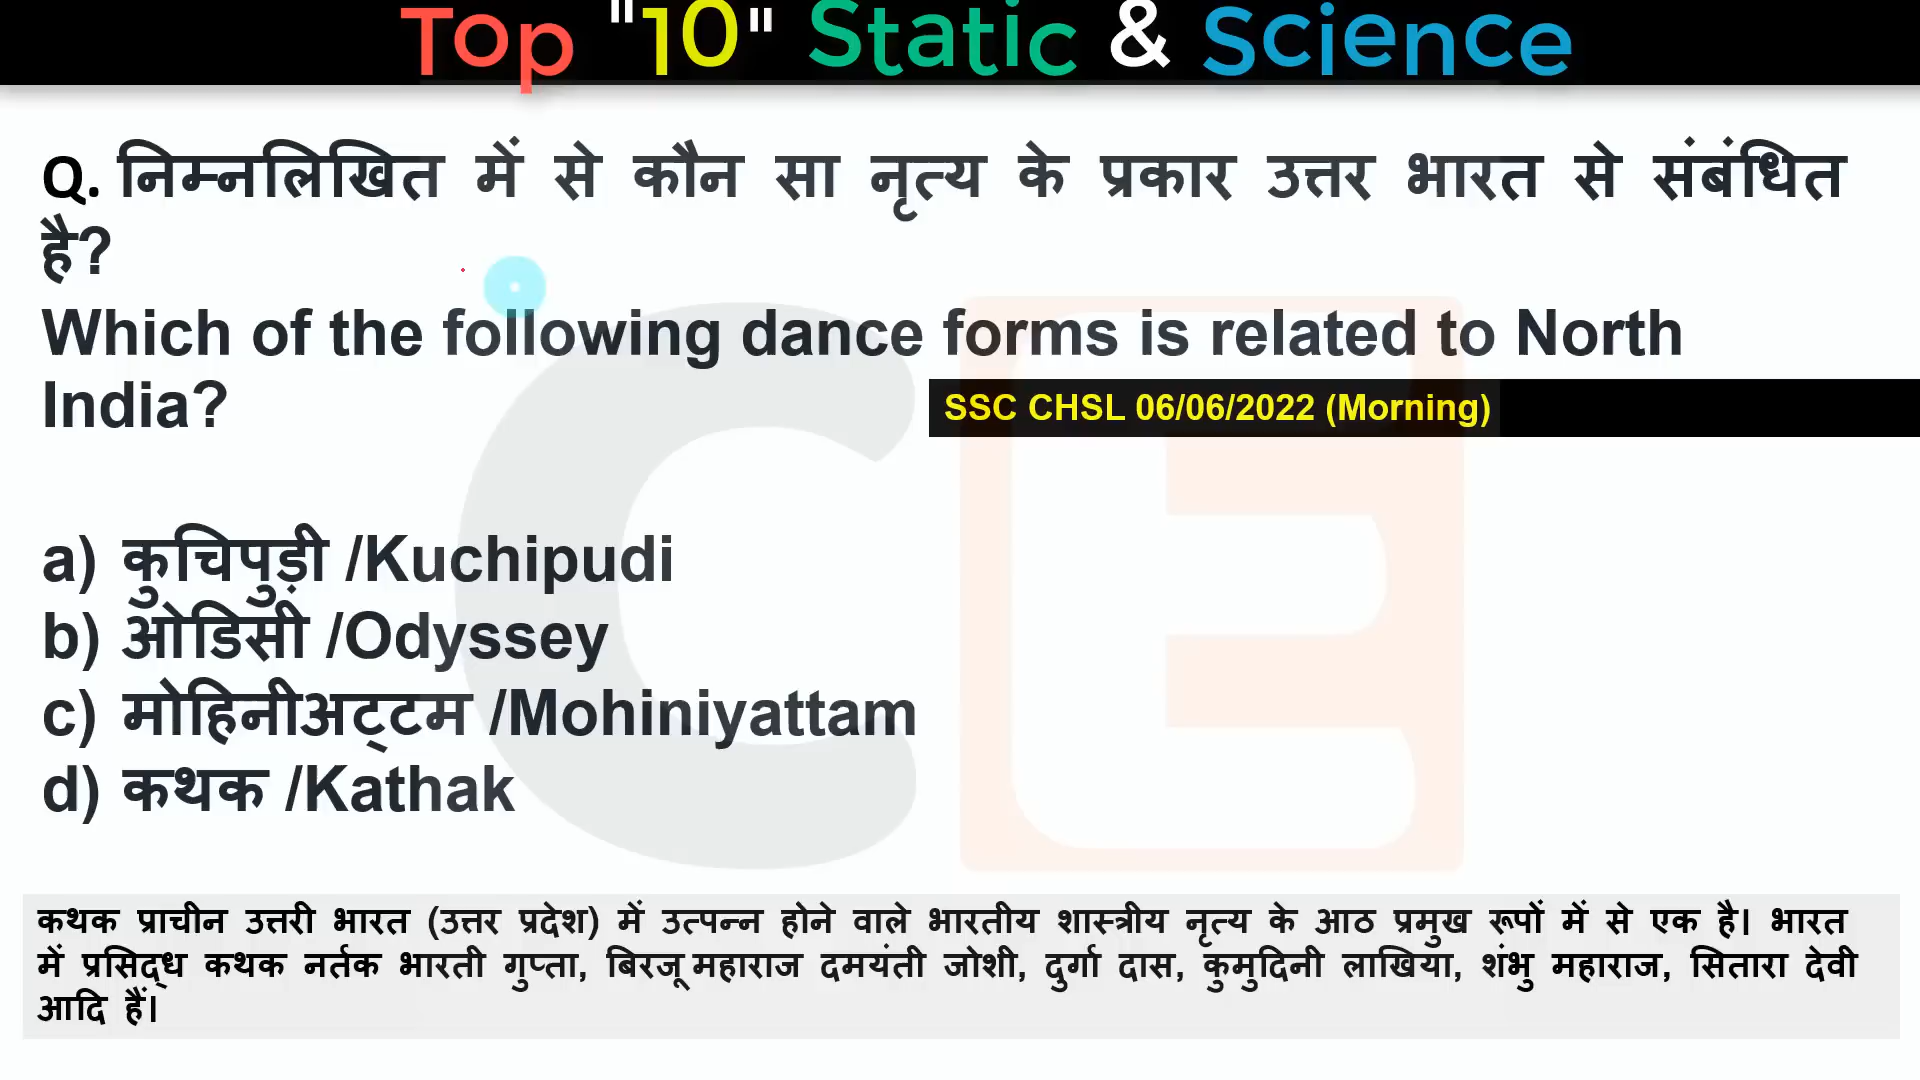 Top "10" Static & Science
Q. निम्नलिखित में से कौन सा नृत्य के प्रकार उत्तर भारत से संबंधित
है?
Which of the following dance forms is related to North
India?
SSC CHSL 06/06/2022 (Morning)
a) कुचिपुड़ी /Kuchipudi
b) ओडिसी /Odyssey
c) मोहिनीअट्टम /Mohiniyattam
d) कथक /Kathak
कथक प्राचीन उत्तरी भारत (उत्तर प्रदेश) में उत्पन्न होने वाले भारतीय शास्त्रीय नृत्य के आठ प्रमुख रूपों में से एक है। भारत
में प्रसिद्ध कथक नर्तक भारती गुप्ता, बिरजू महाराज दमयंती जोशी, दुर्गा दास, कुमुदिनी लाखिया, शंभु महाराज, सितारा देवी
आदि हैं।
CE